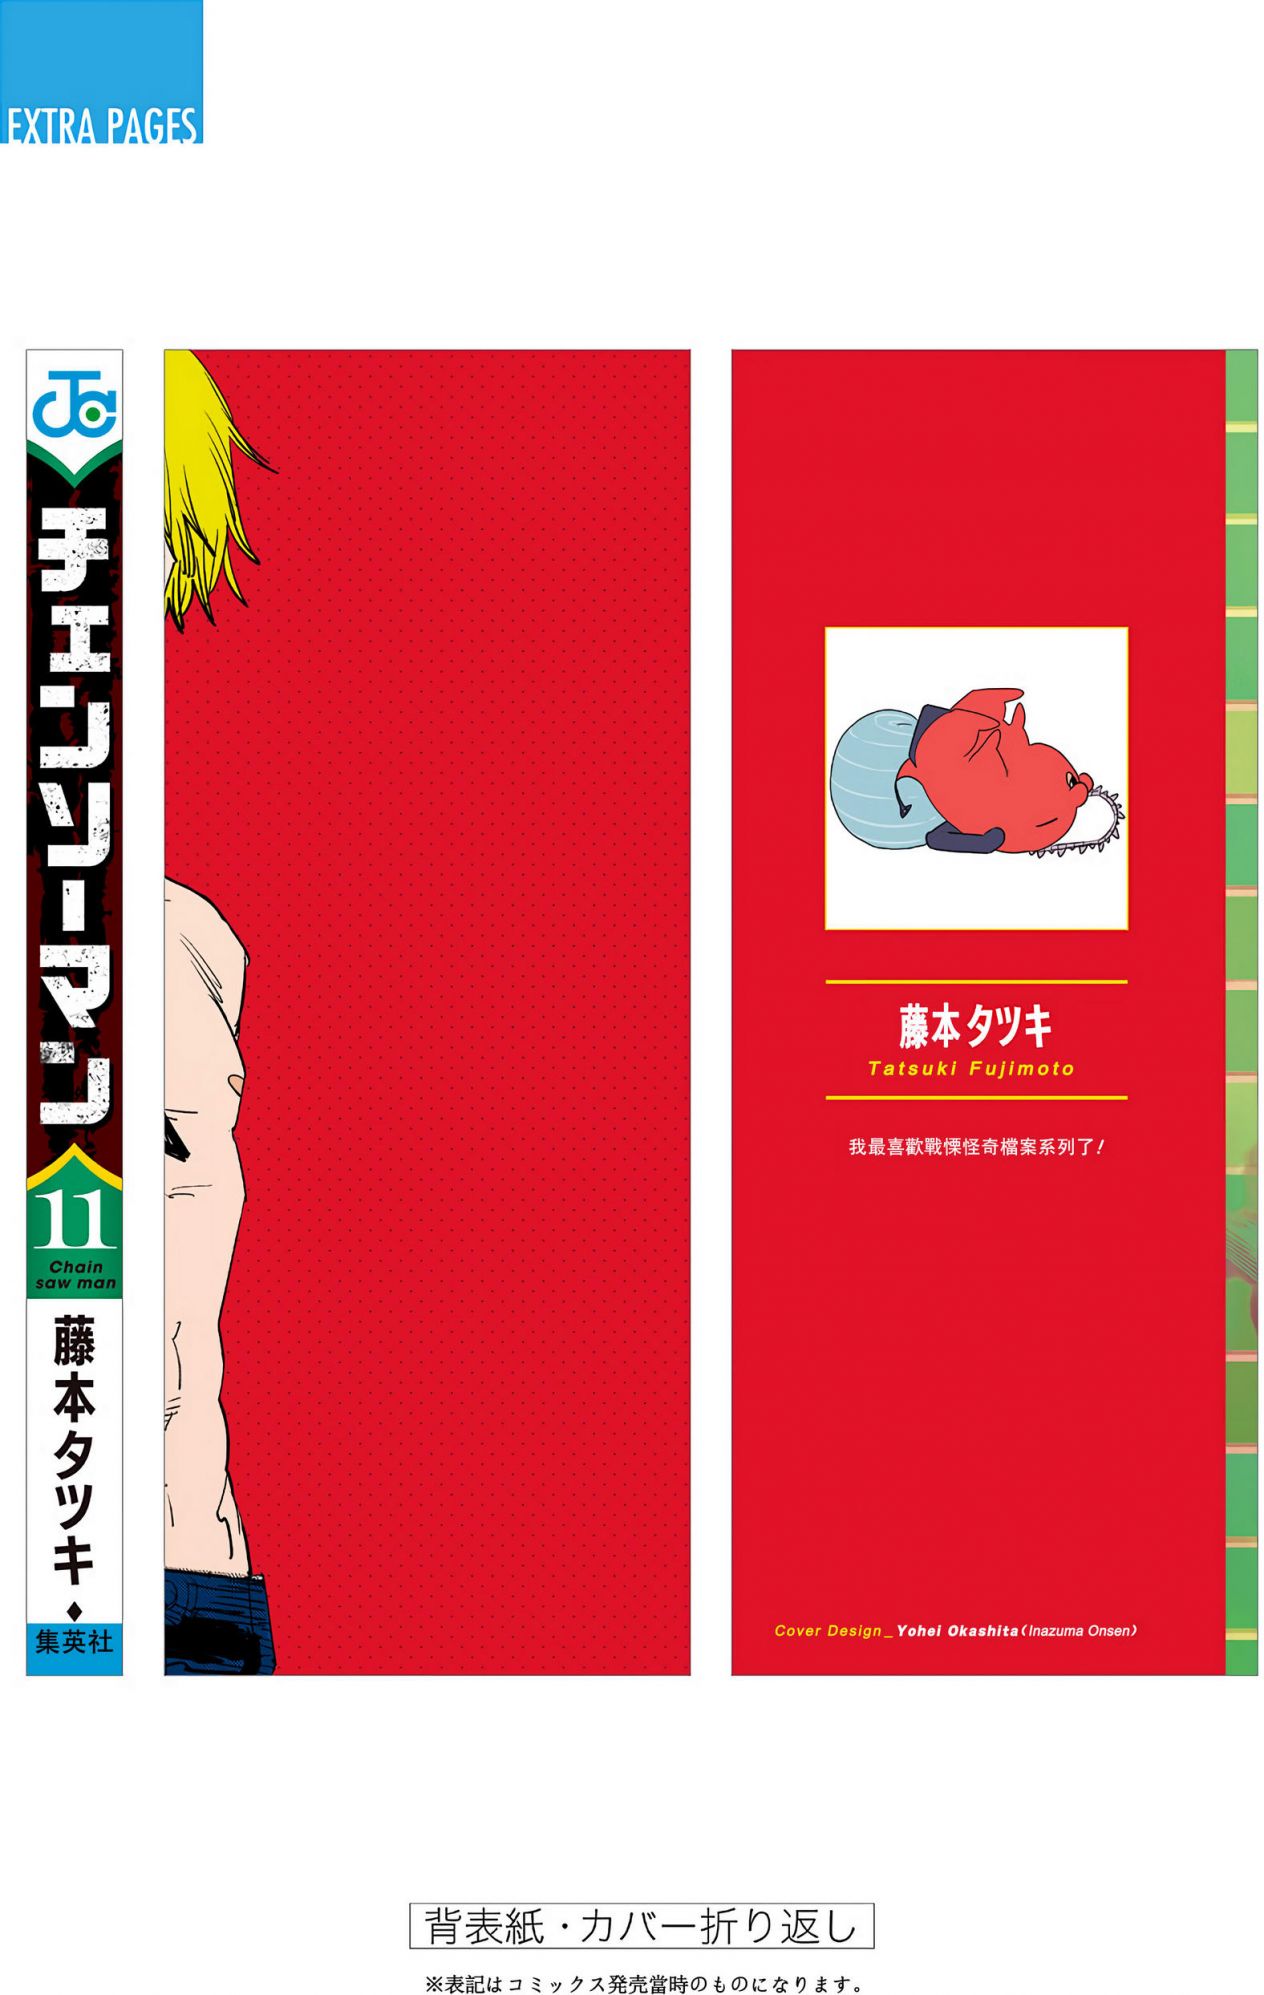 EXTRA PAGES
JC
チェンソーマン
11
Chain
saw man
藤本タツキ◆
集英社
藤本タツキ
Tatsuki Fujimoto
我最喜歡戰慄怪奇檔案系列了!
Cover Design_Yohei Okashita(Inazuma Onsen)
背表紙・カバー折り返し
※表記はコミックス発売當時のものになります。